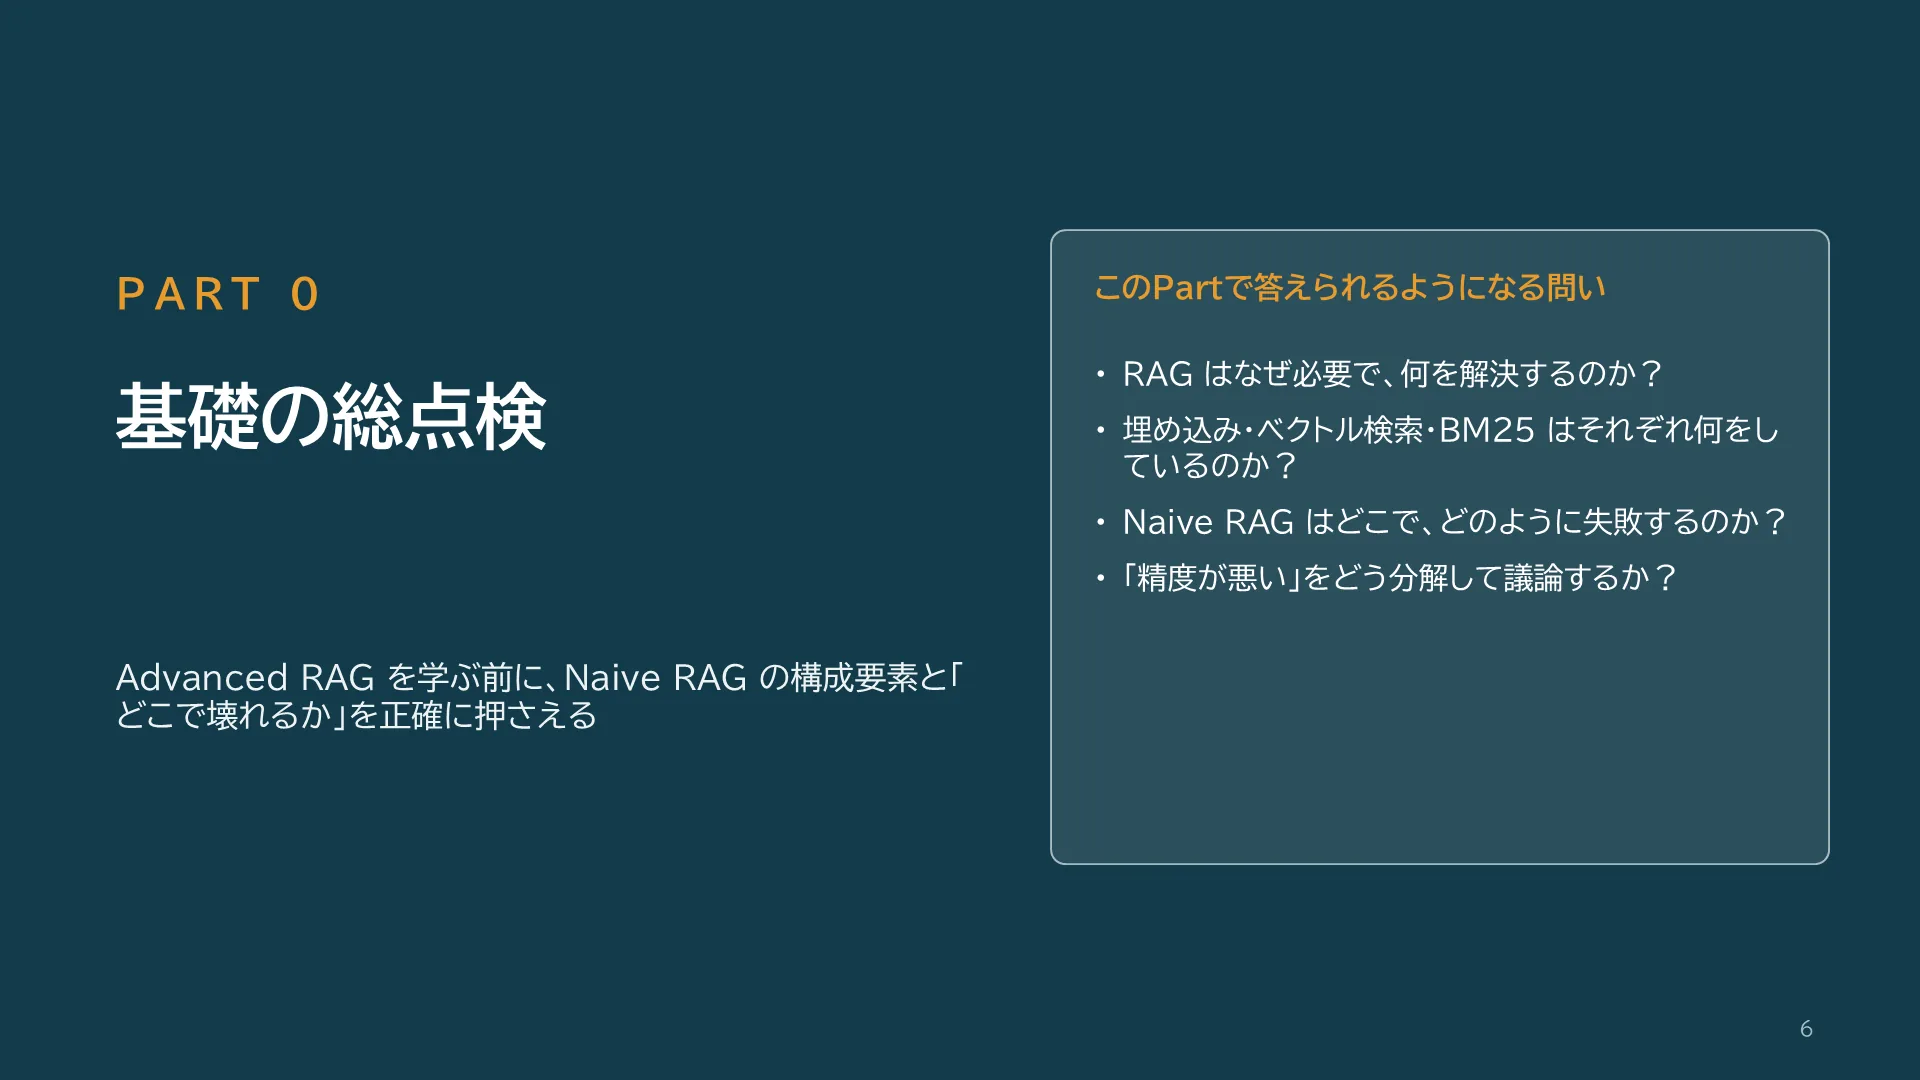 PART 0
基礎の総点検
Advanced RAG を学ぶ前に、Naive RAG の構成要素と「
どこで壊れるか」を正確に押さえる
このPartで答えられるようになる問い
• RAG はなぜ必要で、何を解決するのか？
• 埋め込み・ベクトル検索・BM25 はそれぞれ何をし
ているのか？
• Naive RAG はどこで、どのように失敗するのか？
• 「精度が悪い」をどう分解して議論するか？
6